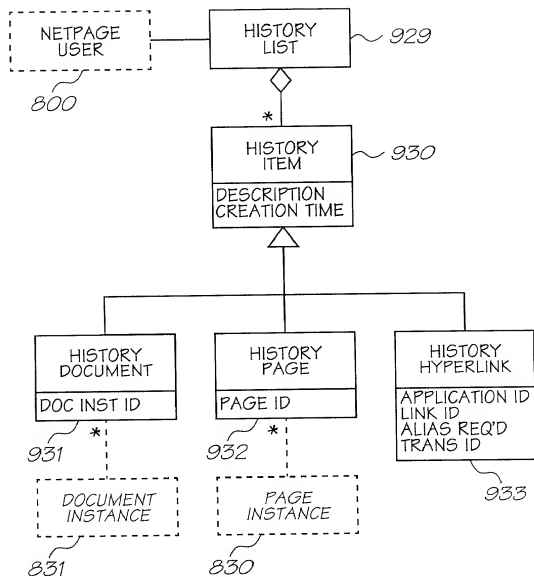 NETPAGE
USER
800
HISTORY
LIST
929
*
HISTORY
ITEM
930
DESCRIPTION
CREATION TIME
HISTORY
DOCUMENT
DOC INST ID
931
*
HISTORY
PAGE
PAGE ID
932
*
HISTORY
HYPERLINK
APPLICATION ID
LINK ID
ALIAS REQ'D
TRANS ID
933
DOCUMENT
INSTANCE
831
PAGE
INSTANCE
830